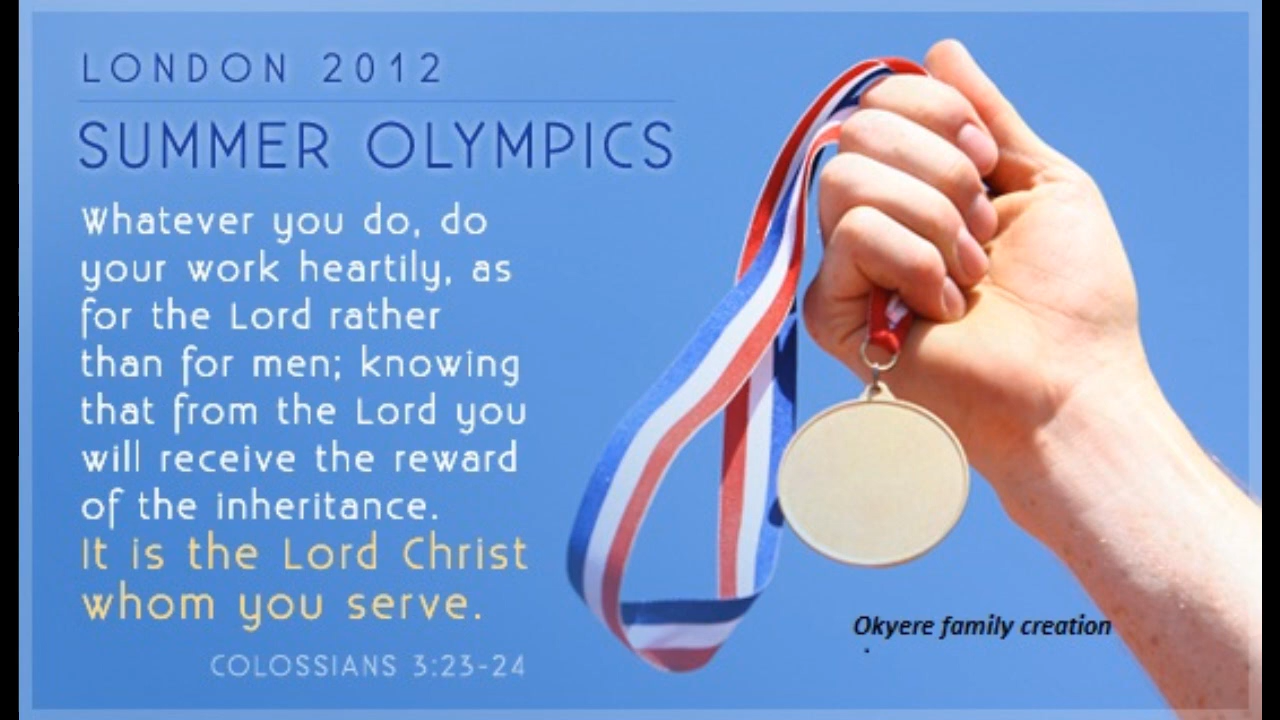 LONDON 2012
SUMMER OLYMPICS
Whatever you do, do
your work heartily, as
for the Lord rather
than for men; knowing
that from the Lord you
will receive the reward
of the inheritance.
It is the Lord Christ
whom you serve.
COLOSSIANS 3:23-24
Okyere family creation
.